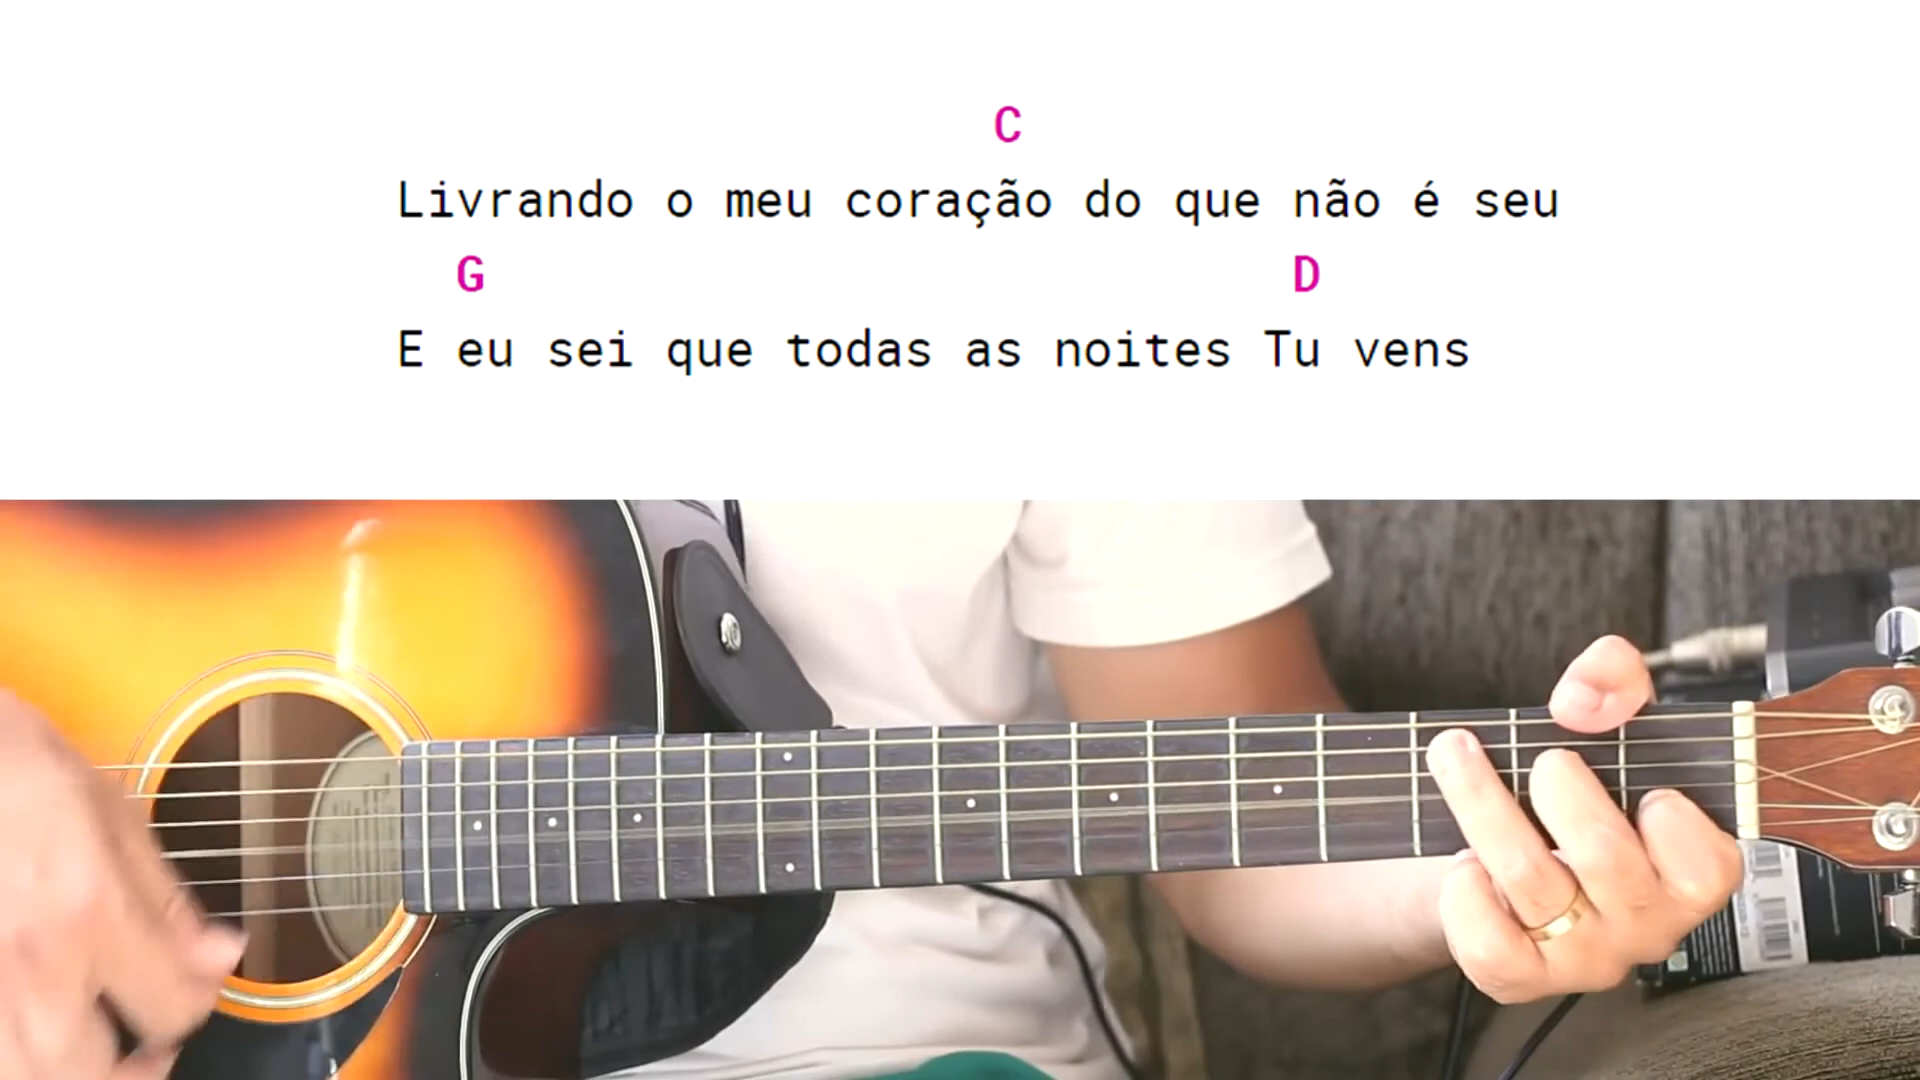 C
Livrando o meu coração do que não é seu
G D
E eu sei que todas as noites Tu vens